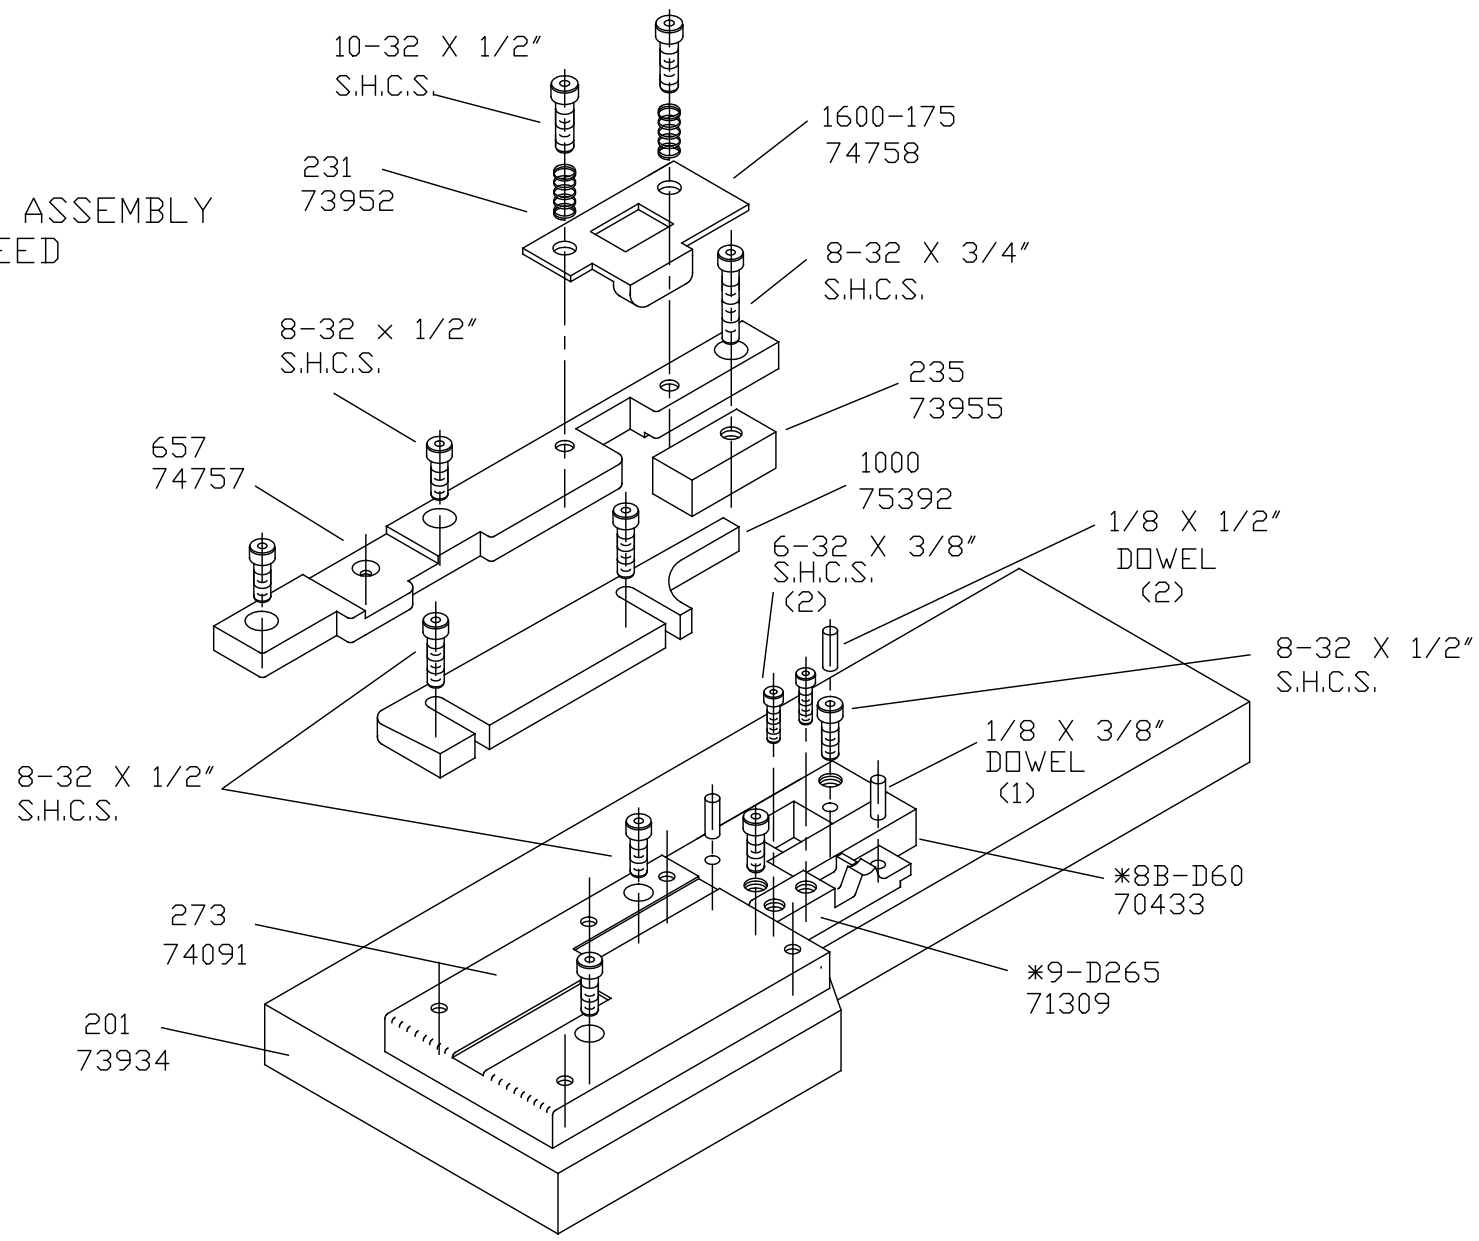 10-32 X 1/2"
S.H.C.S.
1600-175
74758
231
73952
ASSEMBLY
EED
8-32 X 3/4"
S.H.C.S.
8-32 x 1/2"
S.H.C.S.
235
73955
657
74757
1000
75392
1/8 X 1/2"
DOWEL
(2)
6-32 X 3/8"
S.H.C.S.
(2)
8-32 X 1/2"
S.H.C.S.
1/8 X 3/8"
DOWEL
(1)
8-32 X 1/2"
S.H.C.S.
*8B-D60
70433
273
74091
*9-D265
71309
201
73934